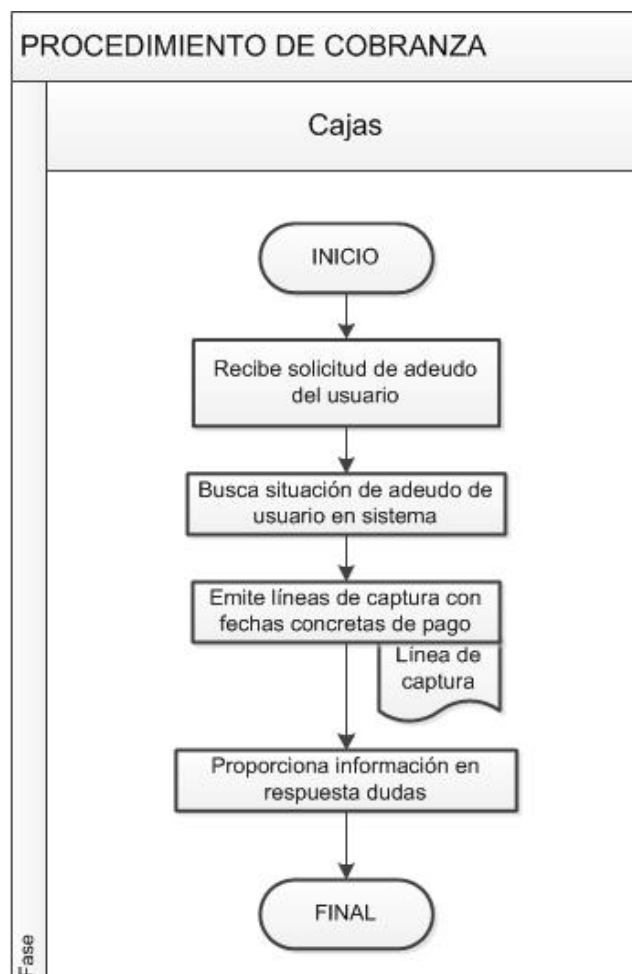 PROCEDIMIENTO DE COBRANZA
Cajas
INICIO
Recibe solicitud de adeudo
del usuario
Busca situación de adeudo de
usuario en sistema
Emite líneas de captura con
fechas concretas de pago
Línea de
captura
Proporciona información en
respuesta dudas
FINAL
Fase